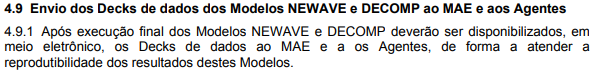 4.9 Envio dos Decks de dados dos Modelos NEWAVE e DECOMP ao MAE e aos Agentes
4.9.1 Após execução final dos Modelos NEWAVE e DECOMP deverão ser disponibilizados, em
meio eletrônico, os Decks de dados ao MAE e a os Agentes, de forma a atender a
reprodutibilidade dos resultados destes Modelos.